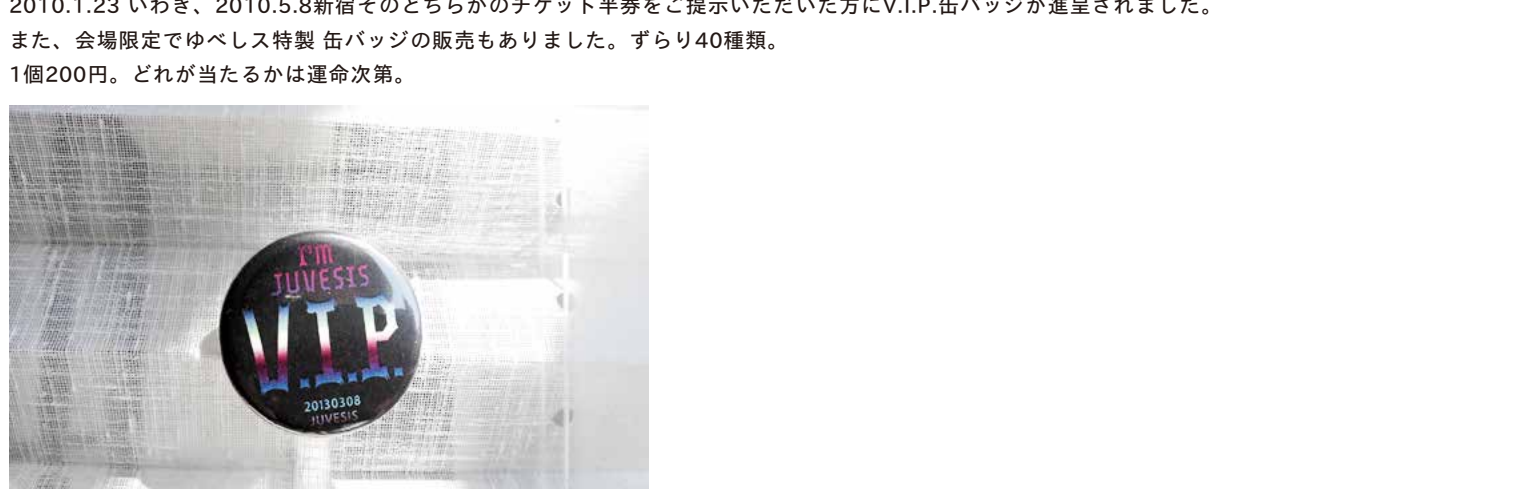 2010.1.23 いわき、2010.5.8新宿そのどちらかのチケット半券をご提示いただいた方にV.I.P.缶バッジが進呈されました。
また、会場限定でゆべしス特製 缶バッジの販売もありました。ずらり40種類。
1個200円。どれが当たるかは運命次第。
I'm
JUVESIS
V.I.P.
20130308
JUVESIS